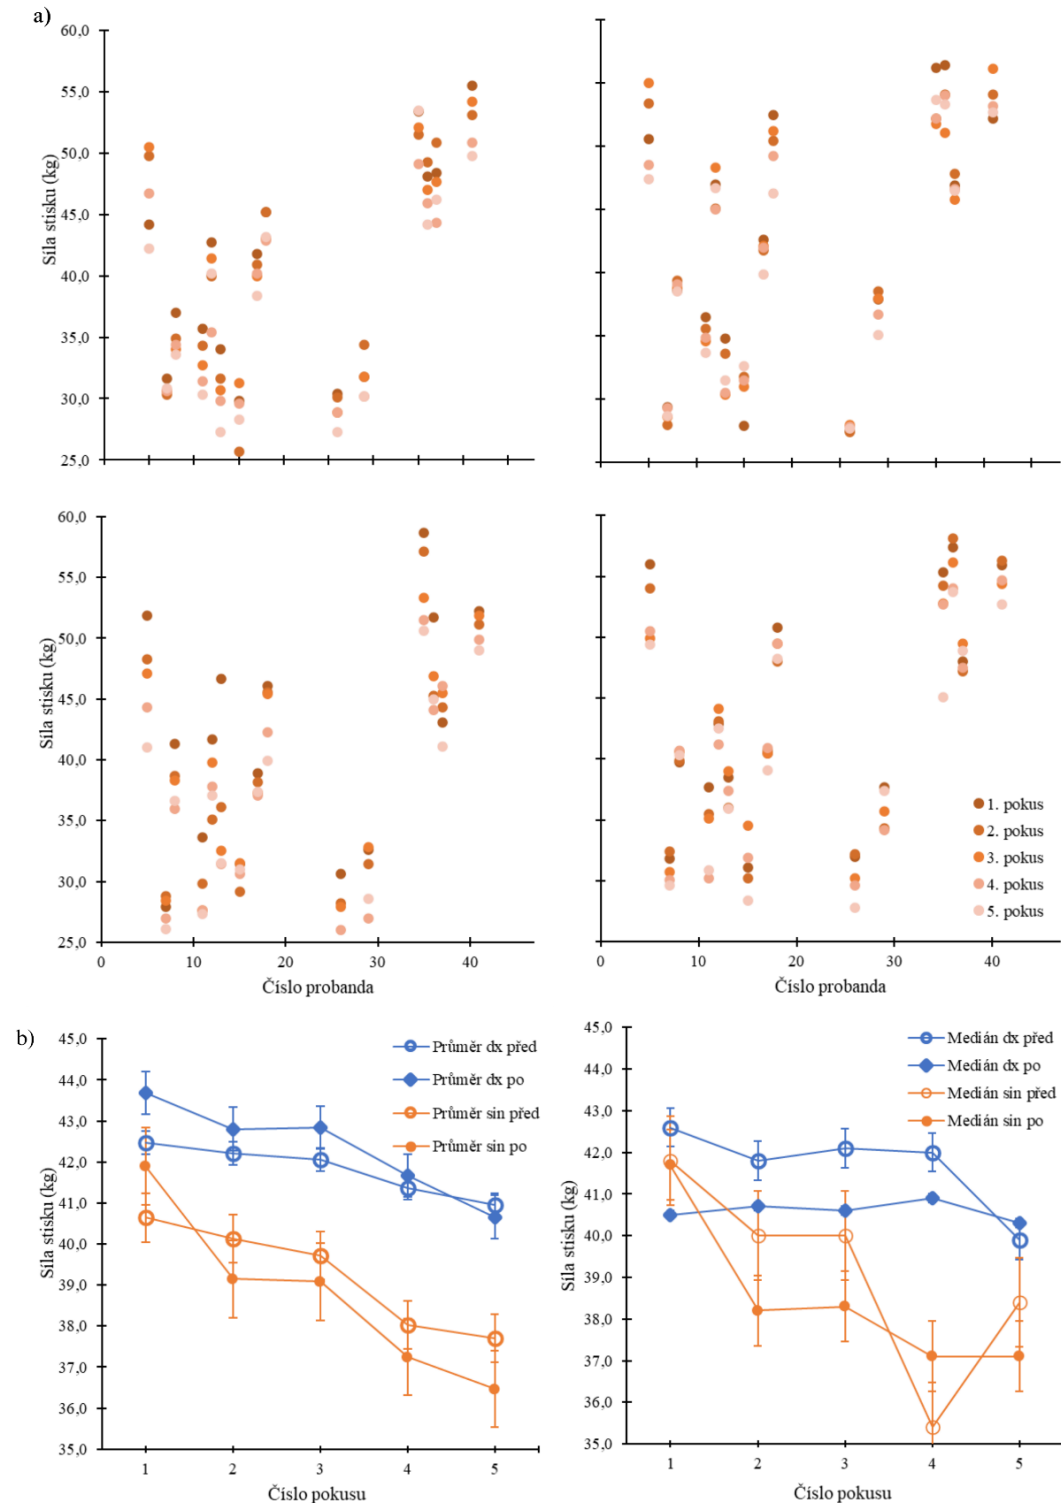 a)
60,0
55,0
50,0
45,0
40,0
35,0
30,0
25,0
Síla stisku (kg)
60,0
55,0
50,0
45,0
40,0
35,0
30,0
25,0
Síla stisku (kg)
0 10 20 30 40
Číslo probanda
1. pokus
2. pokus
3. pokus
4. pokus
5. pokus
0 10 20 30 40
Číslo probanda
b)
45,0
44,0
43,0
42,0
41,0
40,0
39,0
38,0
37,0
36,0
35,0
Síla stisku (kg)
Průměr dx před
Průměr dx po
Průměr sin před
Průměr sin po
1 2 3 4 5
Číslo pokusu
45,0
44,0
43,0
42,0
41,0
40,0
39,0
38,0
37,0
36,0
35,0
Síla stisku (kg)
Medián dx před
Medián dx po
Medián sin před
Medián sin po
1 2 3 4 5
Číslo pokusu